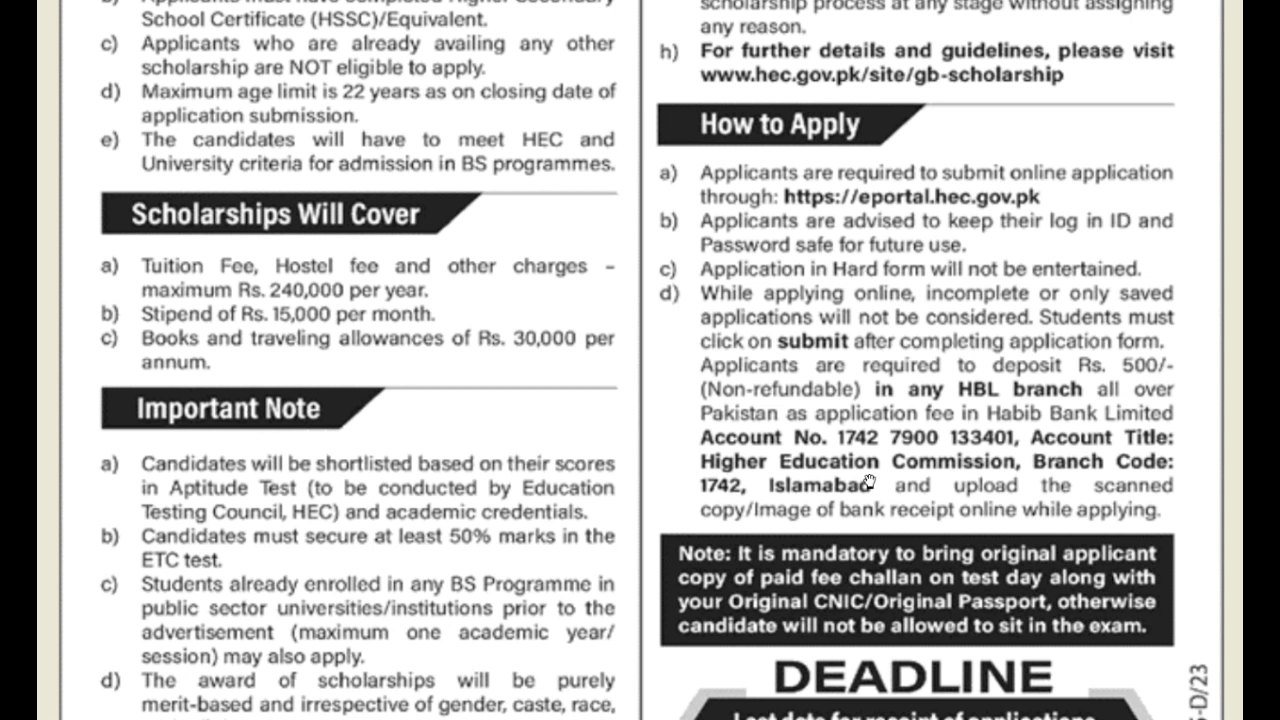 b) Applicants must have completed Higher Secondary
School Certificate (HSSC)/Equivalent.
c) Applicants who are already availing any other
scholarship are NOT eligible to apply.
d) Maximum age limit is 22 years as on closing date of
application submission.
e) The candidates will have to meet HEC and
University criteria for admission in BS programmes.
Scholarships Will Cover
a) Tuition Fee, Hostel fee and other charges –
maximum Rs. 240,000 per year.
b) Stipend of Rs. 15,000 per month.
c) Books and traveling allowances of Rs. 30,000 per
annum.
Important Note
a) Candidates will be shortlisted based on their scores
in Aptitude Test (to be conducted by Education
Testing Council, HEC) and academic credentials.
b) Candidates must secure at least 50% marks in the
ETC test.
c) Students already enrolled in any BS Programme in
public sector universities/institutions prior to the
advertisement (maximum one academic year/
session) may also apply.
d) The award of scholarships will be purely
merit-based and irrespective of gender, caste, race,
scholarship process at any stage without assigning
any reason.
h) For further details and guidelines, please visit
www.hec.gov.pk/site/gb-scholarship
How to Apply
a) Applicants are required to submit online application
through: https://eportal.hec.gov.pk
b) Applicants are advised to keep their log in ID and
Password safe for future use.
c) Application in Hard form will not be entertained.
d) While applying online, incomplete or only saved
applications will not be considered. Students must
click on submit after completing application form.
Applicants are required to deposit Rs. 500/-
(Non-refundable) in any HBL branch all over
Pakistan as application fee in Habib Bank Limited
Account No. 1742 7900 133401, Account Title:
Higher Education Commission, Branch Code:
1742, Islamabad and upload the scanned
copy/Image of bank receipt online while applying.
Note: It is mandatory to bring original applicant
copy of paid fee challan on test day along with
your Original CNIC/Original Passport, otherwise
candidate will not be allowed to sit in the exam.
DEADLINE
Last date for receipt of applications
-D/23